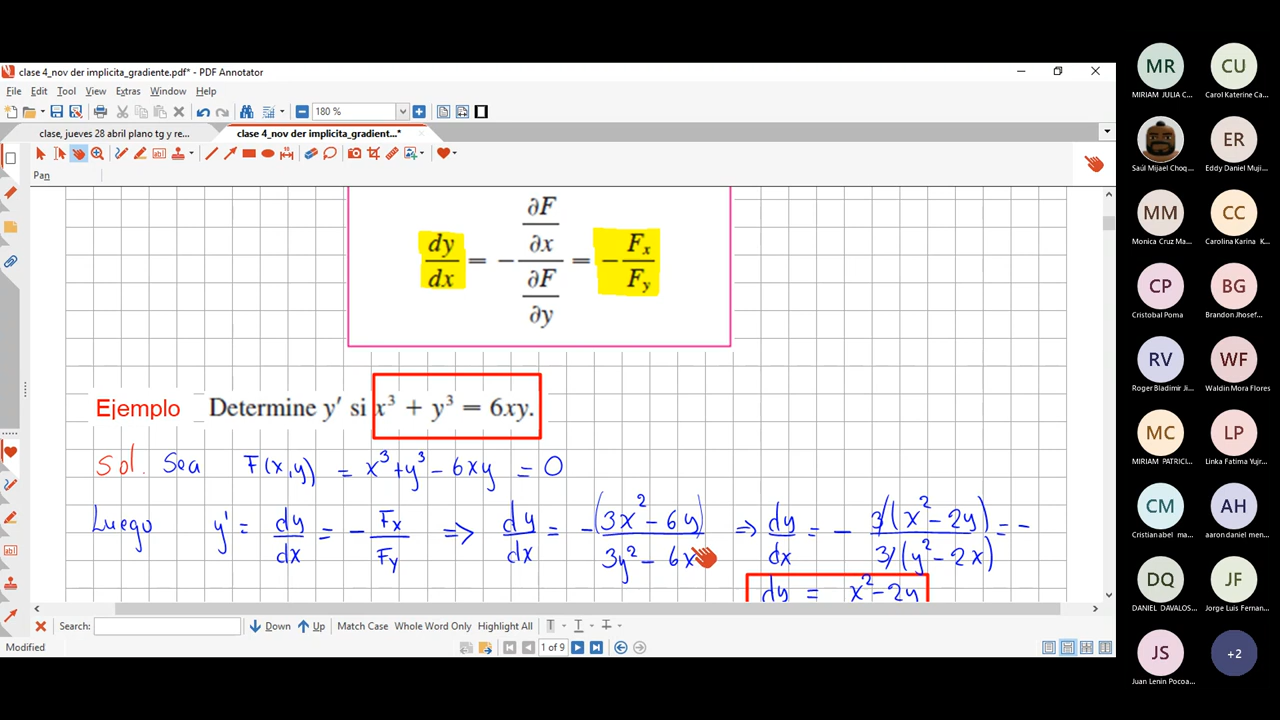 clase 4_nov der implicita_gradiente.pdf* - PDF Annotator
File Edit Tool View Extras Window Help
180 %
clase, jueves 28 abril plano tg y re...
clase 4_nov der implicita_gradient...*
Pan
dy/dx = - ∂F/∂x / ∂F/∂y = - Fx/Fy
Ejemplo Determine y′ si x³ + y³ = 6xy.
Sol. Sea F(x,y) = x³+y³-6xy = 0
Luego y' = dy/dx = - Fx/Fy => dy/dx = -(3x²-6y)/3y²-6x => dy/dx = - 3(x²-2y)/3(y²-2x) = -
dy = x²-2y
Search: Down Up Match Case Whole Word Only Highlight All
Modified
1 of 9
MR
MIRIAM JULIA C...
CU
Carol Katerine Ca...
Saúl Mijael Choq...
ER
Eddy Daniel Muji...
MM
Monica Cruz Ma...
CC
Carolina Karina K...
CP
Cristobal Poma
BG
Brandon Jhosef...
RV
Roger Bladimir Ji...
WF
Waldin Mora Flores
MC
MIRIAM PATRICI...
LP
Linka Fatima Yujr...
CM
Cristian abel mam...
AH
aaron daniel men...
DQ
DANIEL DAVALOS...
JF
Jorge Luis Fernan...
JS
Juan Lenin Pocoa...
+2